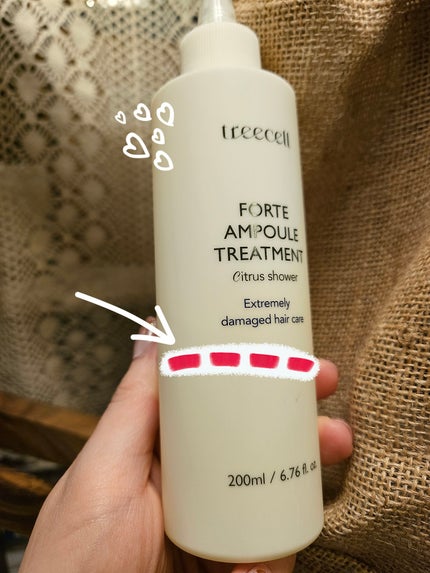 treecell
FORTE
AMPOULE
TREATMENT
Citrus shower
Extremely
damaged hair care
200ml / 6.76 fl. oz.